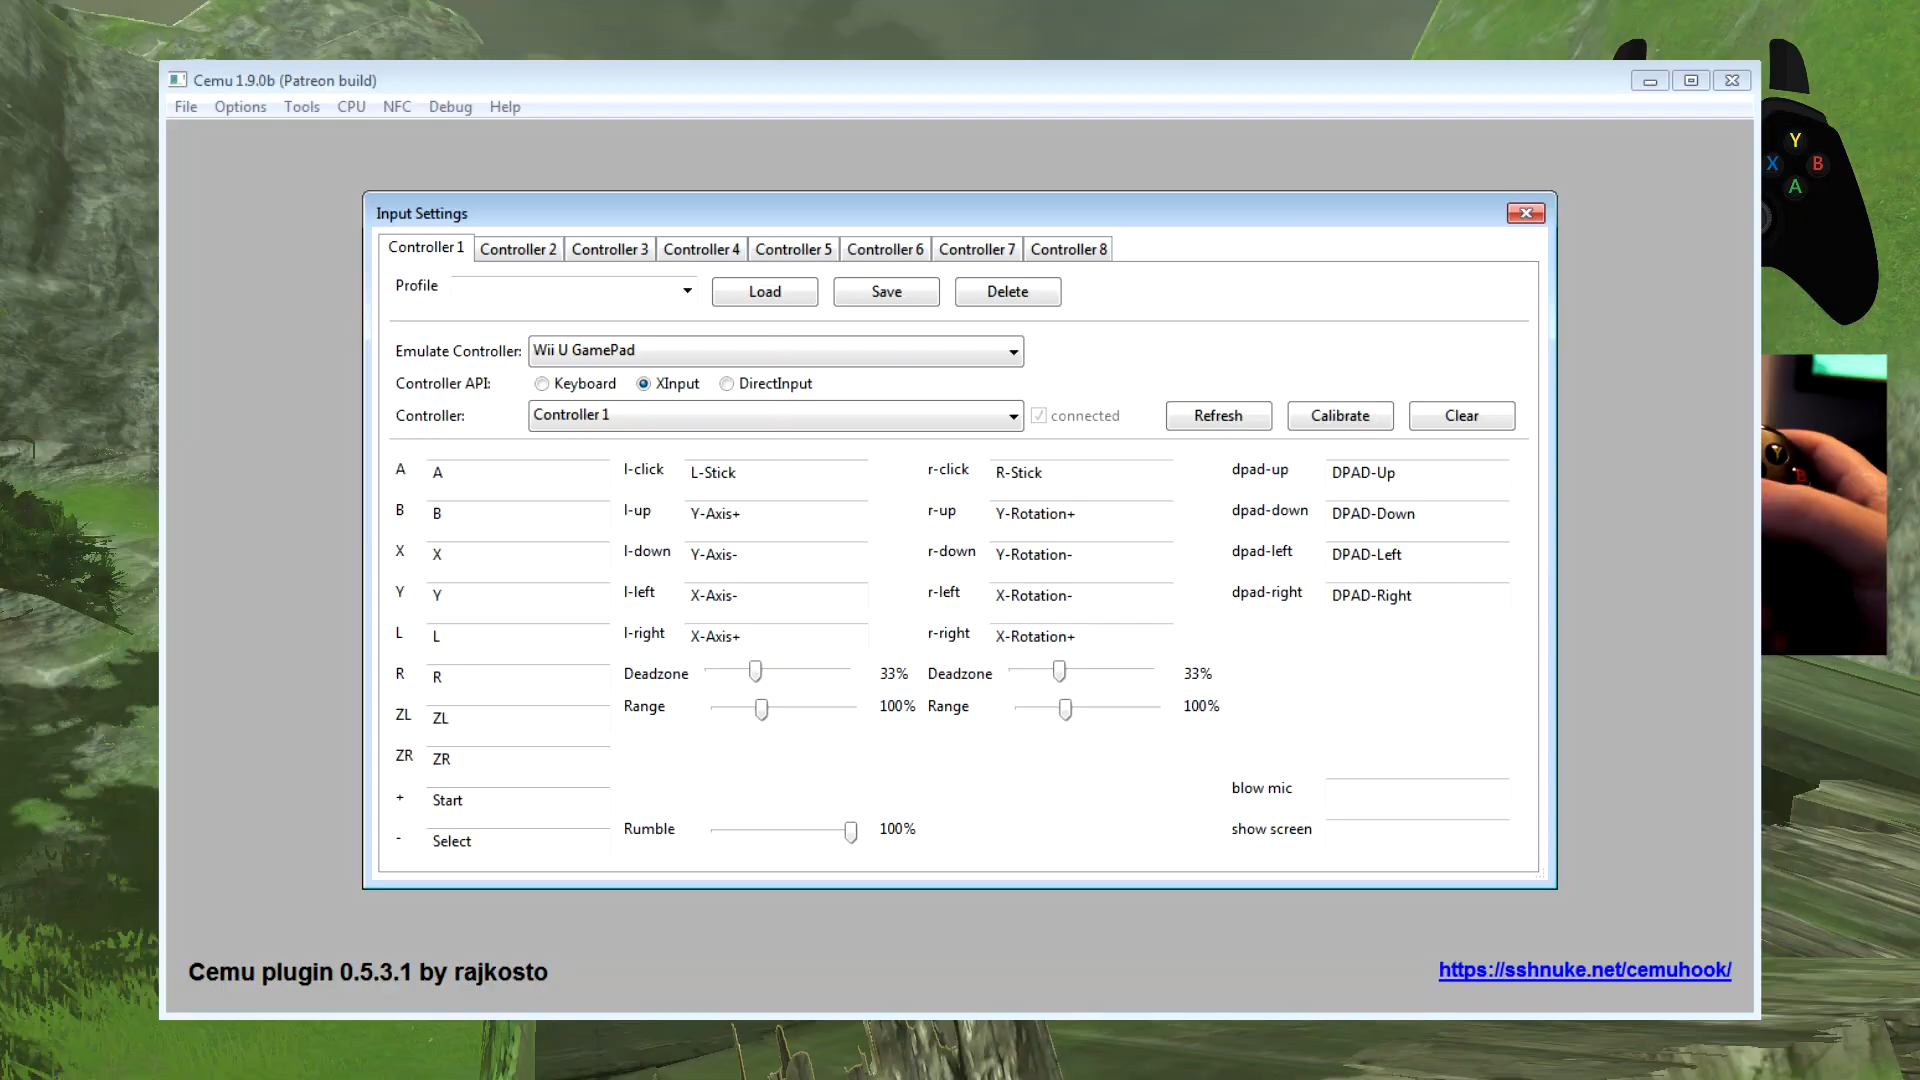 Cemu 1.9.0b (Patreon build)
File Options Tools CPU NFC Debug Help
Input Settings
Controller 1 Controller 2 Controller 3 Controller 4 Controller 5 Controller 6 Controller 7 Controller 8
Profile Load Save Delete
Emulate Controller: Wii U GamePad
Controller API: Keyboard XInput DirectInput
Controller: Controller 1 connected Refresh Calibrate Clear
A A l-click L-Stick r-click R-Stick dpad-up DPAD-Up
B B l-up Y-Axis+ r-up Y-Rotation+ dpad-down DPAD-Down
X X l-down Y-Axis- r-down Y-Rotation- dpad-left DPAD-Left
Y Y l-left X-Axis- r-left X-Rotation- dpad-right DPAD-Right
L L l-right X-Axis+ r-right X-Rotation+
R R Deadzone 33% Deadzone 33%
ZL ZL Range 100% Range 100%
ZR ZR
blow mic
+ Start
Rumble 100% show screen
- Select
Cemu plugin 0.5.3.1 by rajkosto
https://sshnuke.net/cemuhook/
Y
X B
A
Y
B